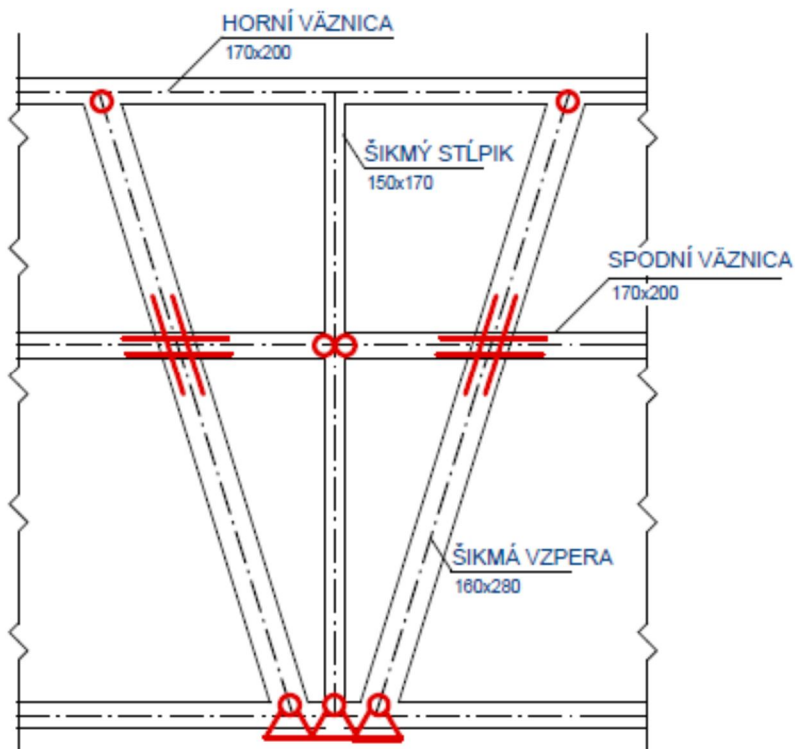 HORNÍ VÄZNICA
170x200
ŠIKMÝ STĹPIK
150x170
SPODNÍ VÄZNICA
170x200
ŠIKMÁ VZPERA
160x280